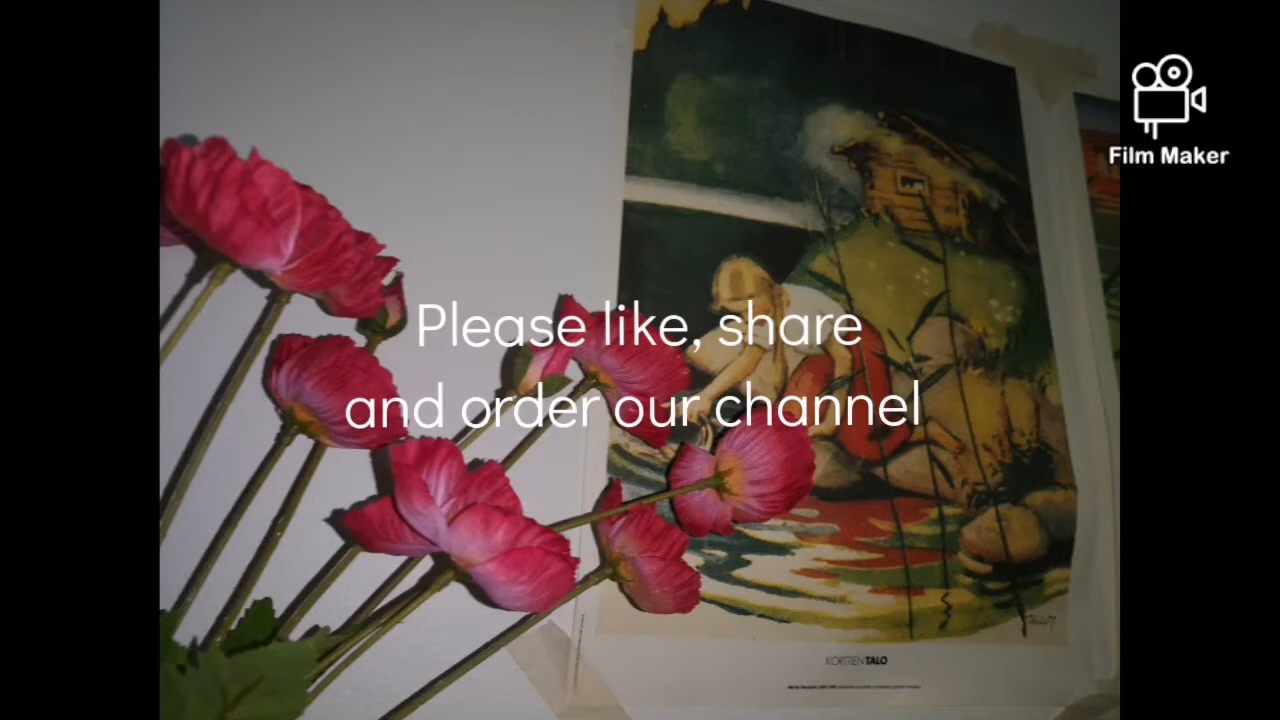 Film Maker
Please like, share
and order our channel
KORTTIENTALO